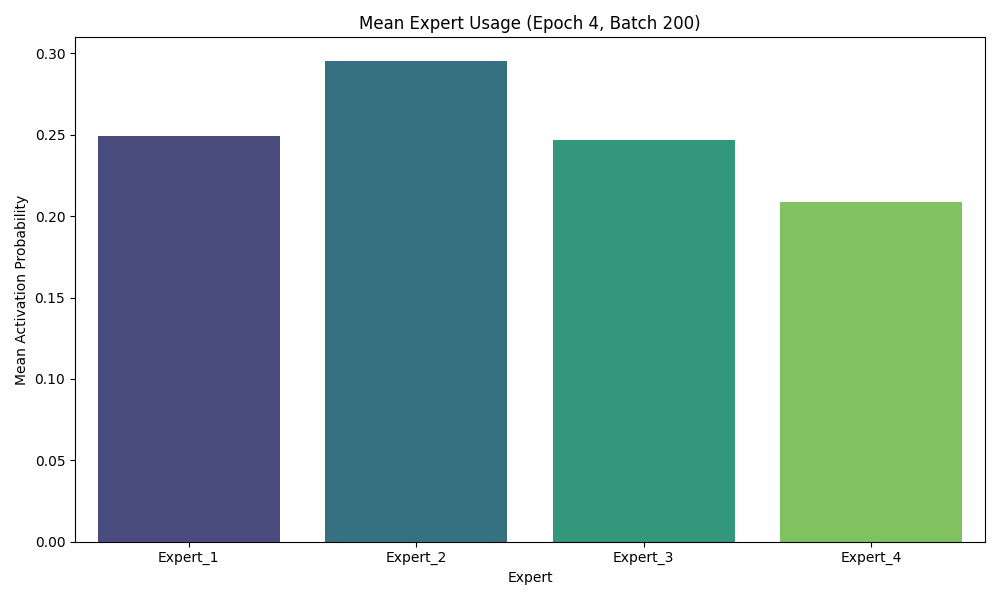 Mean Expert Usage (Epoch 4, Batch 200)
Mean Activation Probability
0.30
0.25
0.20
0.15
0.10
0.05
0.00
Expert_1 Expert_2 Expert_3 Expert_4
Expert